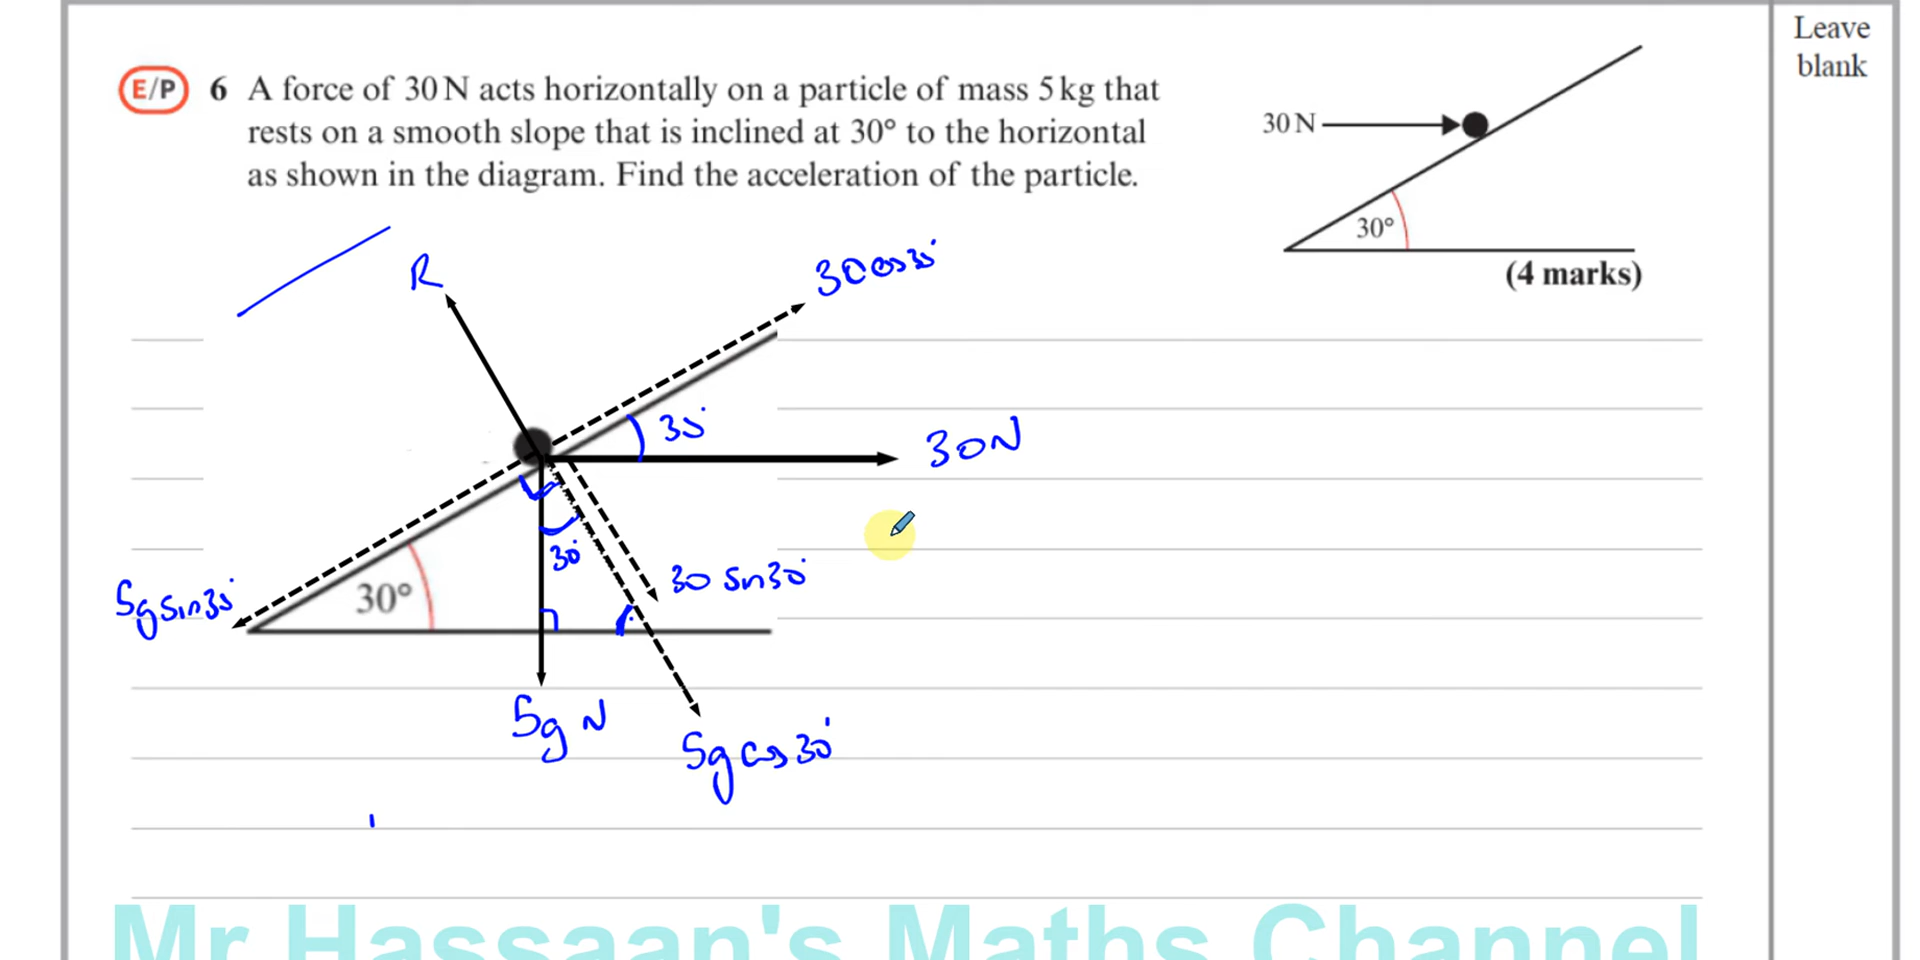 Leave
blank
E/P 6 A force of 30 N acts horizontally on a particle of mass 5 kg that
rests on a smooth slope that is inclined at 30° to the horizontal
as shown in the diagram. Find the acceleration of the particle.
30 N
30°
(4 marks)
R
30cos30°
30°
30N
30°
30 sin30°
5g sin30°
30°
5g N
5g cos30°
Mr Hassaan's Maths Channel